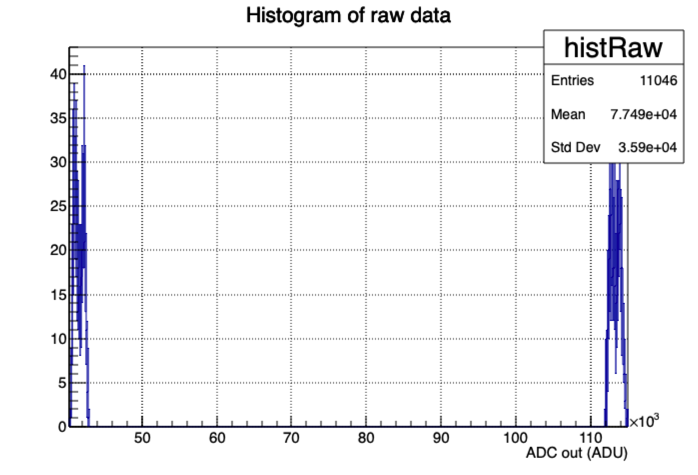 Histogram of raw data
histRaw
Entries 11046
Mean 7.749e+04
Std Dev 3.59e+04
40
35
30
25
20
15
10
5
0
50 60 70 80 90 100 110
×10³
ADC out (ADU)